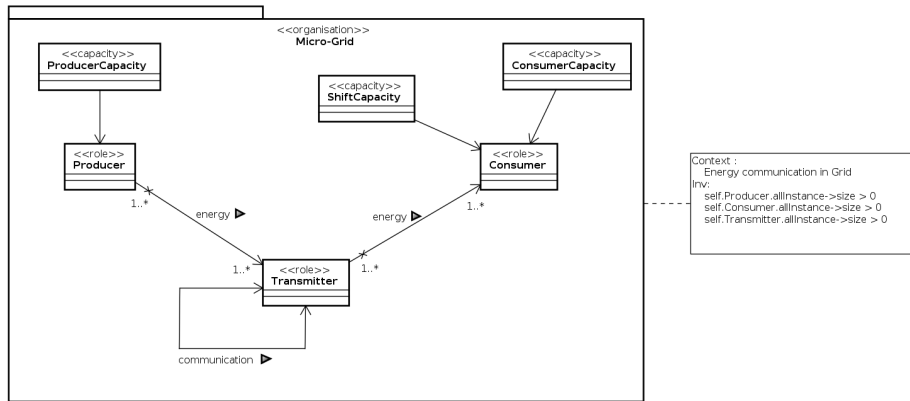 <<organisation>>
Micro-Grid
<<capacity>>
ProducerCapacity
<<capacity>>
ConsumerCapacity
<<capacity>>
ShiftCapacity
<<role>>
Producer
<<role>>
Consumer
Context :
Energy communication in Grid
Inv:
self.Producer.allInstance->size > 0
self.Consumer.allInstance->size > 0
self.Transmitter.allInstance->size > 0
1..*
1..*
energy
energy
1..*
1..*
<<role>>
Transmitter
communication